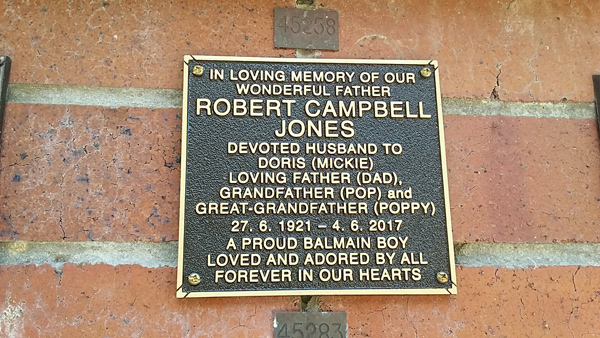 45258
IN LOVING MEMORY OF OUR
WONDERFUL FATHER
ROBERT CAMPBELL
JONES
DEVOTED HUSBAND TO
DORIS (MICKIE)
LOVING FATHER (DAD),
GRANDFATHER (POP) and
GREAT-GRANDFATHER (POPPY)
27. 6. 1921 – 4. 6. 2017
A PROUD BALMAIN BOY
LOVED AND ADORED BY ALL
FOREVER IN OUR HEARTS
45283